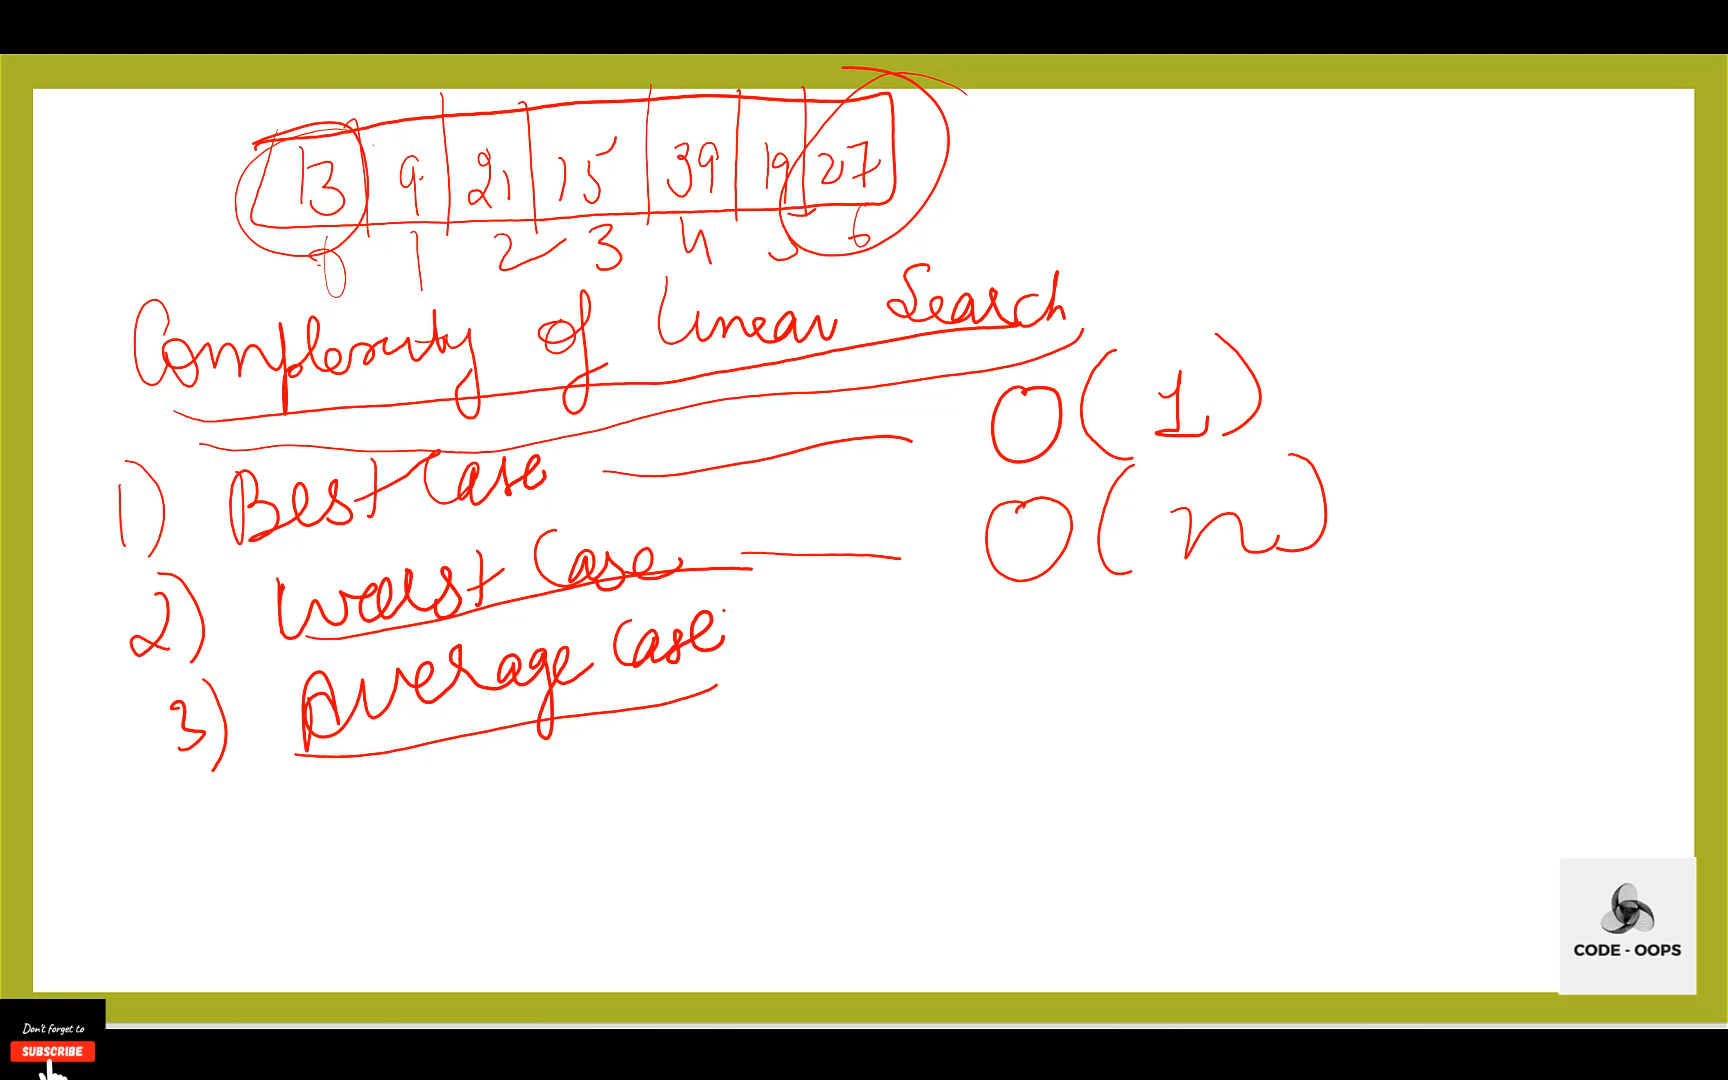 13 9 21 15 39 19 27
0 1 2 3 4 5 6
Complexity of Linear Search
1) Best Case O(1)
2) Worst Case O(n)
3) Average Case
CODE - OOPS
Don't forget to
SUBSCRIBE